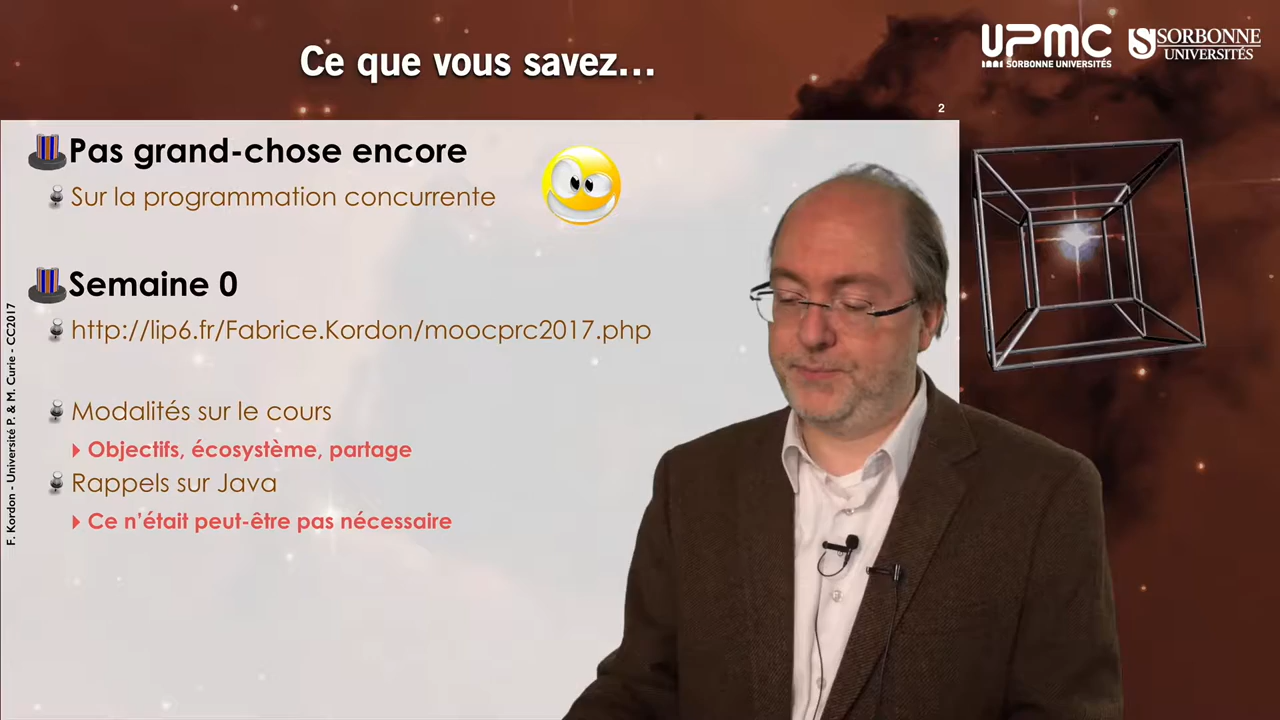 Ce que vous savez...
UPMC
SORBONNE UNIVERSITÉS
SORBONNE
UNIVERSITÉS
2
Pas grand-chose encore
Sur la programmation concurrente
Semaine 0
http://lip6.fr/Fabrice.Kordon/moocprc2017.php
Modalités sur le cours
Objectifs, écosystème, partage
Rappels sur Java
Ce n'était peut-être pas nécessaire
F. Kordon - Université P. & M. Curie - CC2017